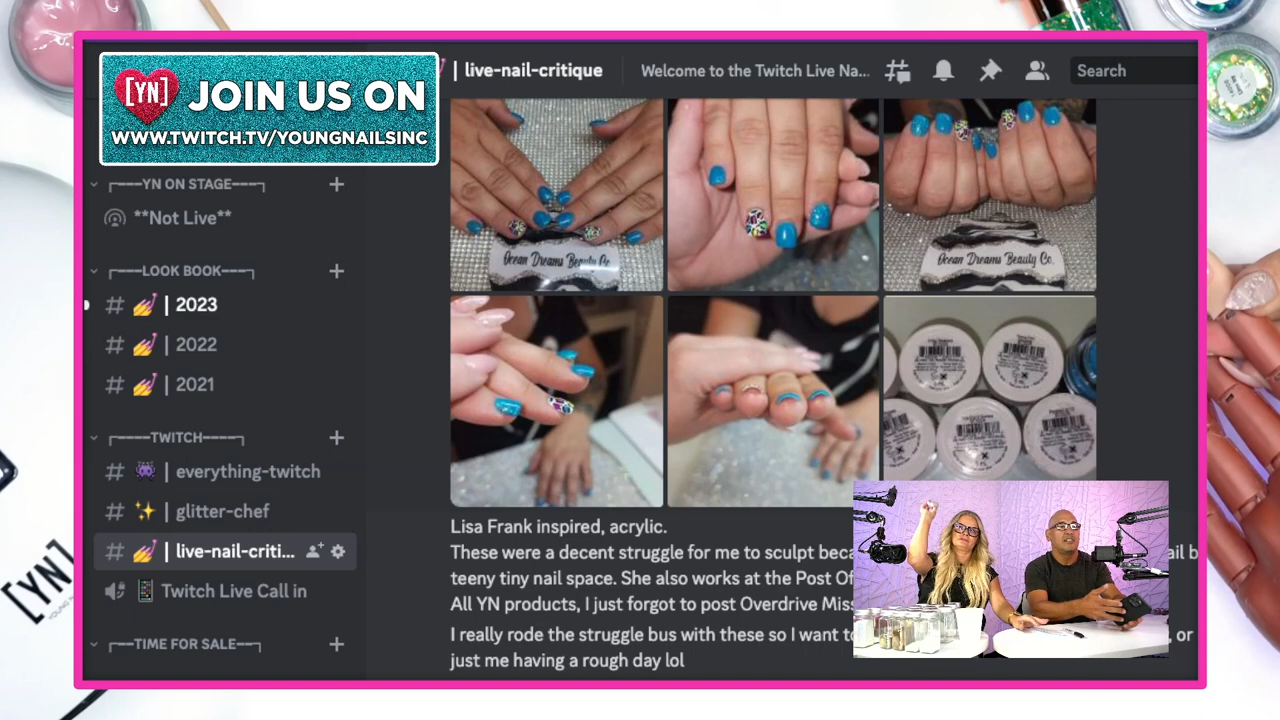 [YN] JOIN US ON
WWW.TWITCH.TV/YOUNGNAILSINC
| live-nail-critique
Welcome to the Twitch Live Na...
Search
YN ON STAGE
**Not Live**
LOOK BOOK
# | 2023
# | 2022
# | 2021
TWITCH
# everything-twitch
# | glitter-chef
# | live-nail-criti...
Twitch Live Call in
TIME FOR SALE
Ocean Dreams Beauty Co.
Ocean Dreams Beauty Co.
Lisa Frank inspired, acrylic.
These were a decent struggle for me to sculpt
teeny tiny nail space. She also works at the Post
All YN products, I just forgot to post Overdrive
I really rode the struggle bus with these so I want , or
just me having a rough day lol
[YN]